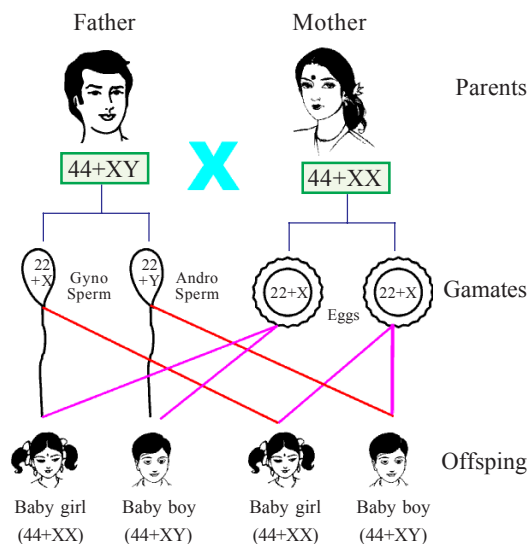 Father Mother
Parents
44+XY X 44+XX
22 +X Gyno Sperm 22 +Y Andro Sperm 22+X Eggs 22+X Gamates
Offsping
Baby girl Baby boy Baby girl Baby boy
(44+XX) (44+XY) (44+XX) (44+XY)